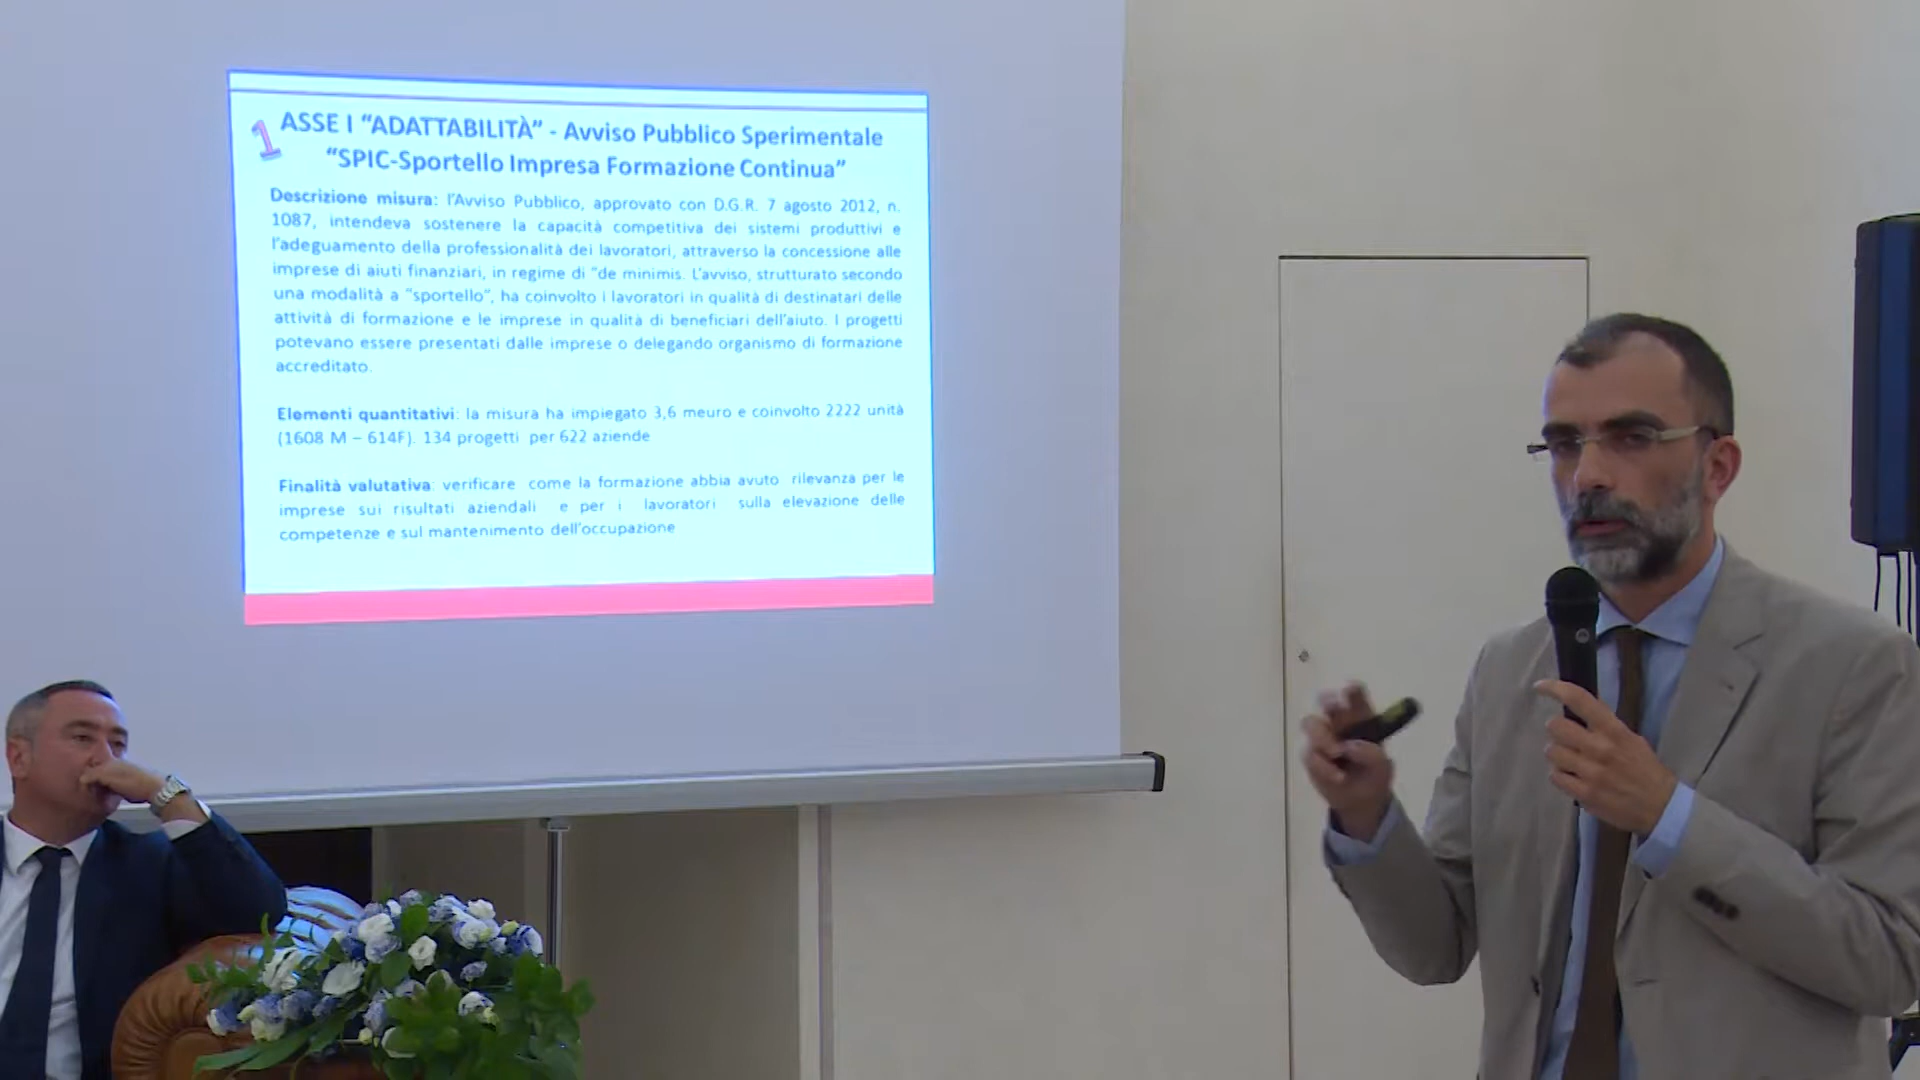 1
ASSE I “ADATTABILITÀ” - Avviso Pubblico Sperimentale
“SPIC-Sportello Impresa Formazione Continua”
Descrizione misura: l’Avviso Pubblico, approvato con D.G.R. 7 agosto 2012, n.
1087, intendeva sostenere la capacità competitiva dei sistemi produttivi e
l’adeguamento della professionalità dei lavoratori, attraverso la concessione alle
imprese di aiuti finanziari, in regime di “de minimis. L’avviso, strutturato secondo
una modalità a “sportello”, ha coinvolto i lavoratori in qualità di destinatari delle
attività di formazione e le imprese in qualità di beneficiari dell’aiuto. I progetti
potevano essere presentati dalle imprese o delegando organismo di formazione
accreditato.
Elementi quantitativi: la misura ha impiegato 3,6 meuro e coinvolto 2222 unità
(1608 M – 614F). 134 progetti per 622 aziende
Finalità valutativa: verificare come la formazione abbia avuto rilevanza per le
imprese sui risultati aziendali e per i lavoratori sulla elevazione delle
competenze e sul mantenimento dell’occupazione